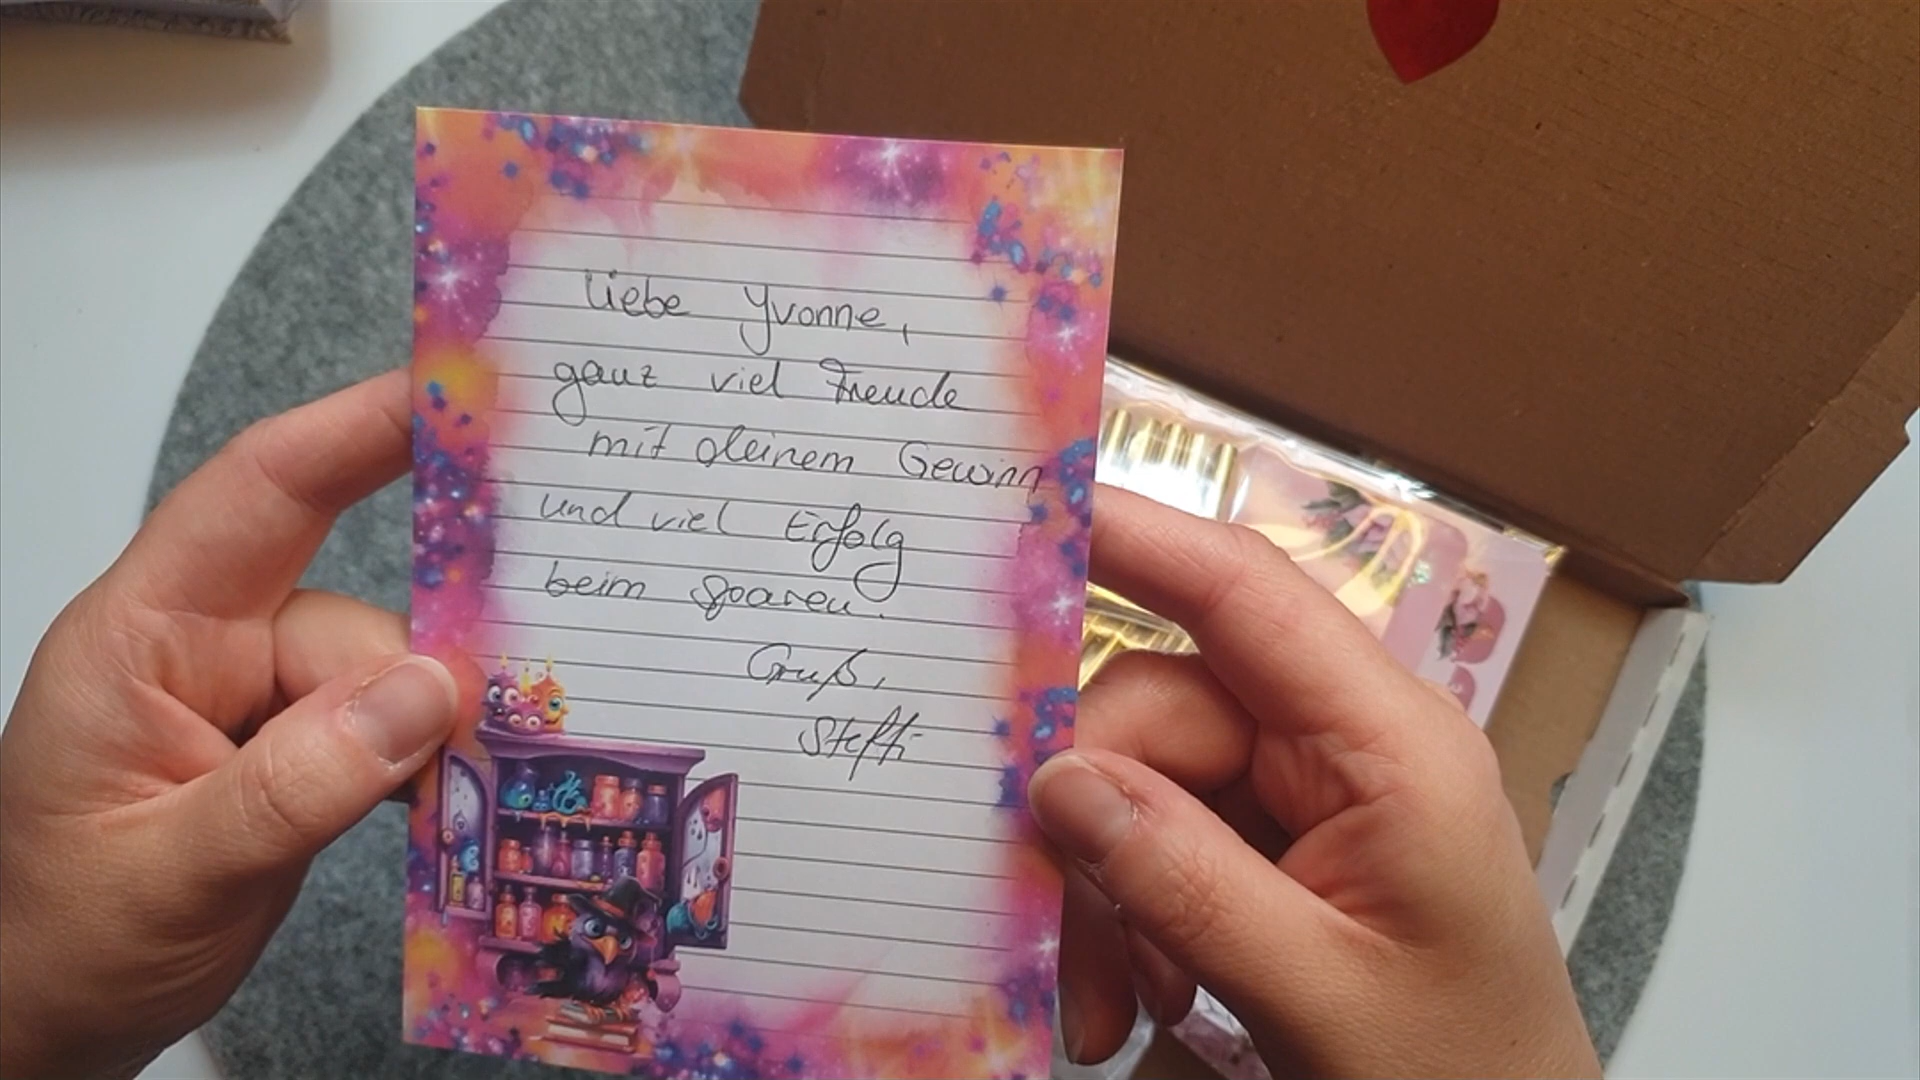 Liebe Yvonne,
ganz viel Freude
mit deinem Gewinn
und viel Erfolg
beim Sparen.
Gruß,
Steffi